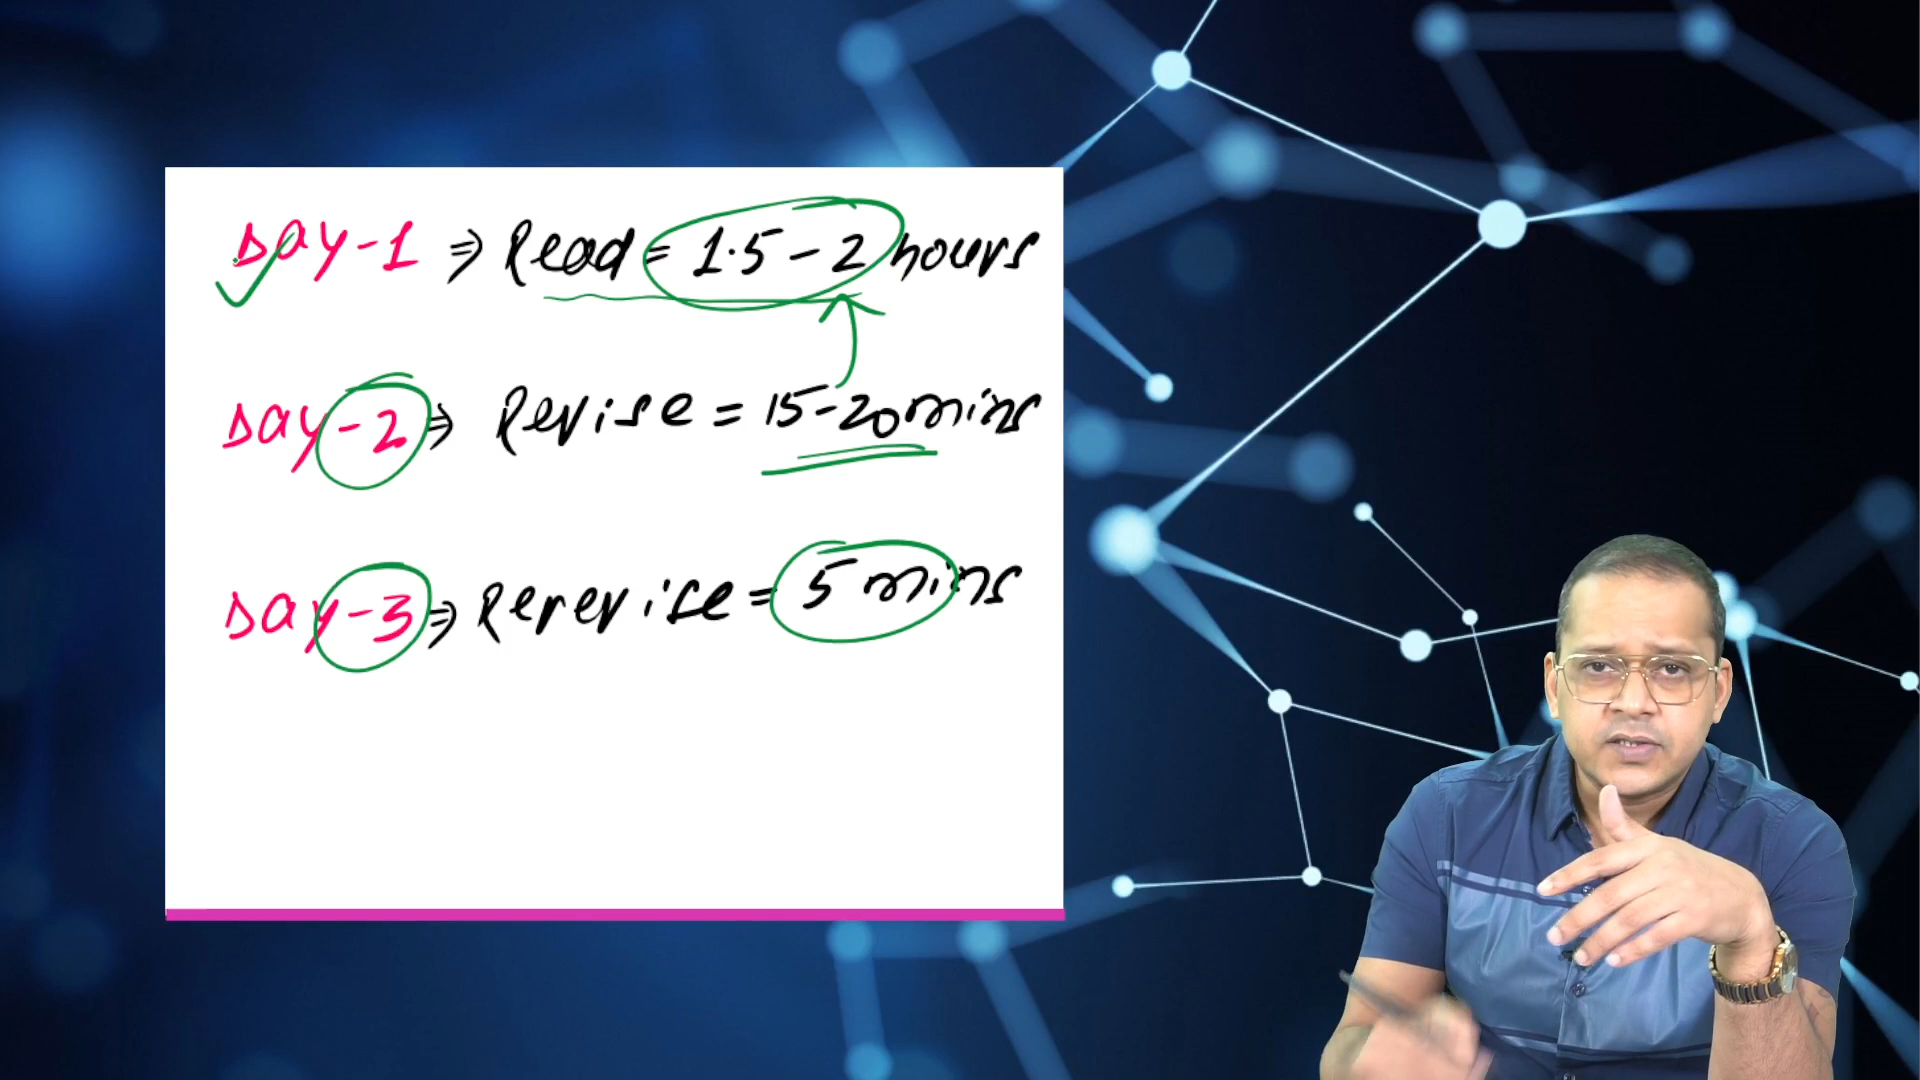 Day-1 ⇒ Read = 1.5 - 2 hours
Day-2 ⇒ Revise = 15-20 mins
Day-3 ⇒ Rerevise = 5 mins